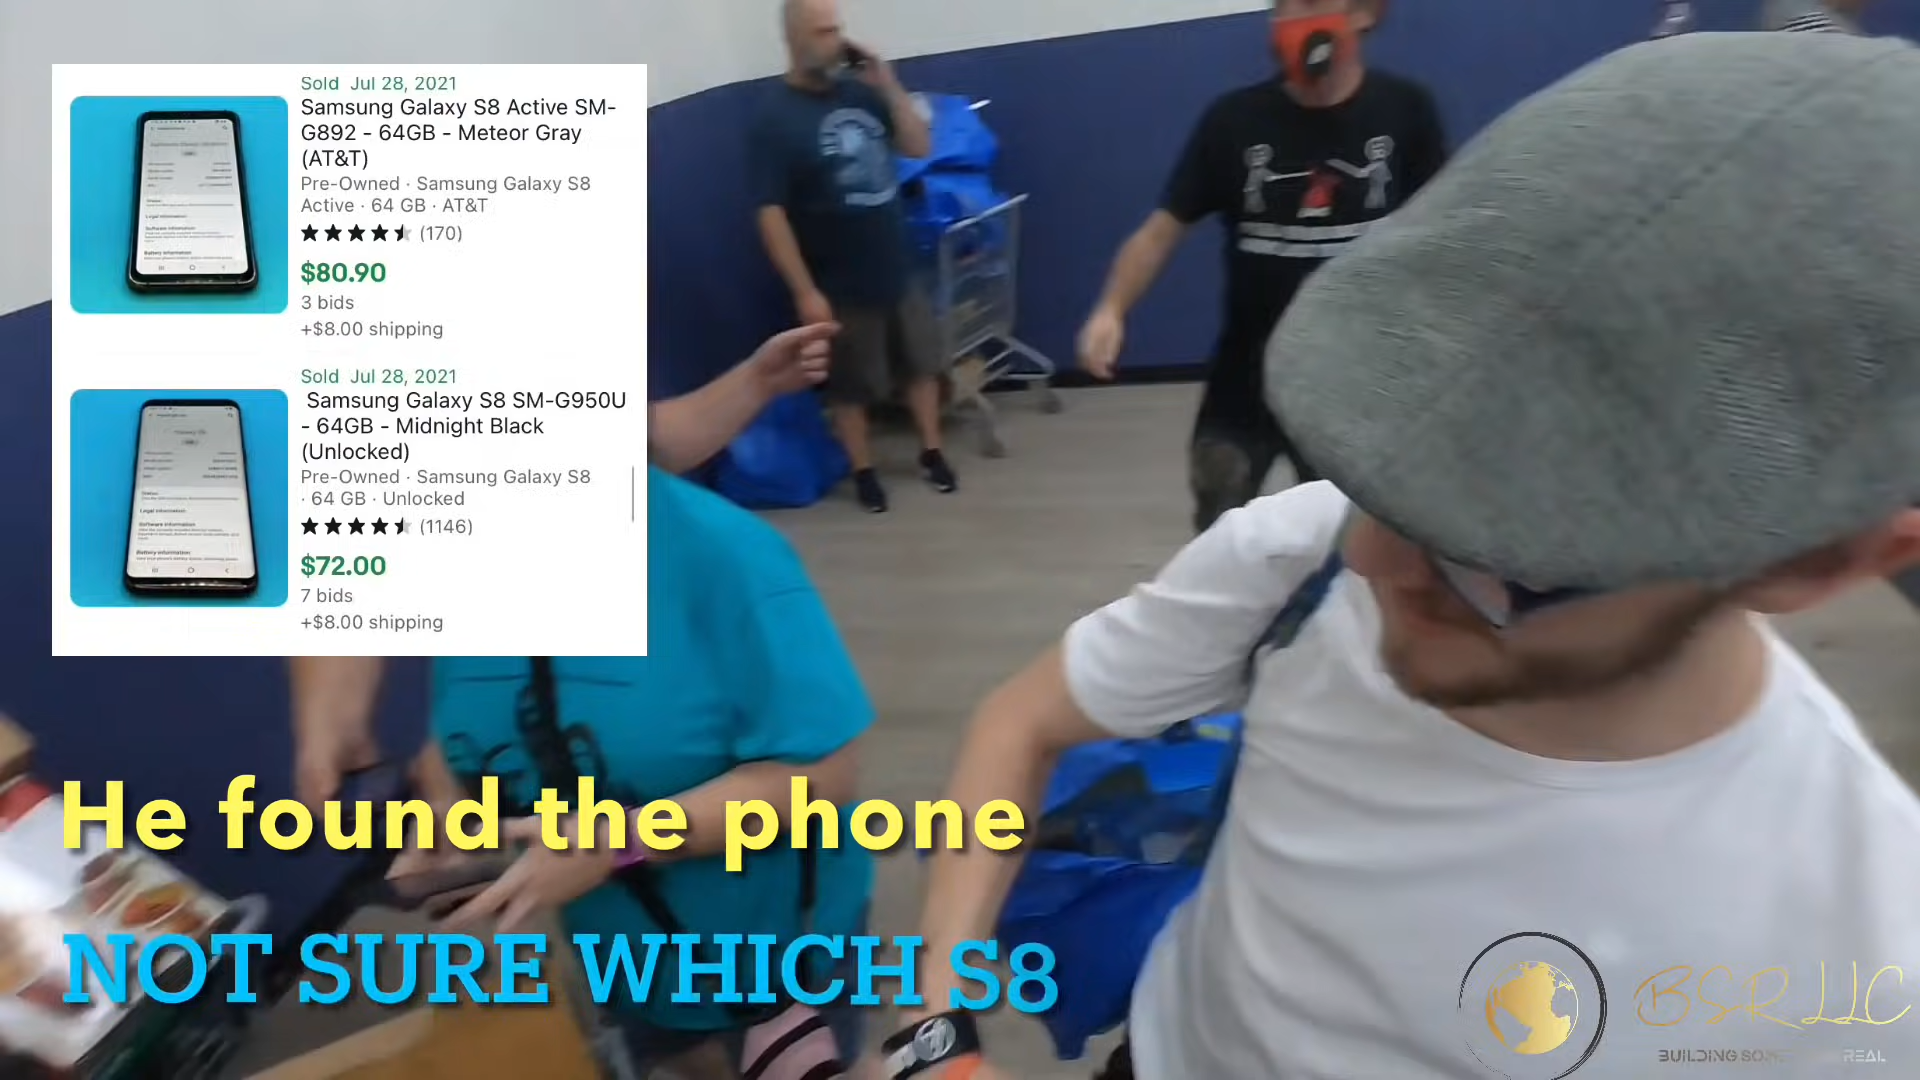 Sold Jul 28, 2021
Samsung Galaxy S8 Active SM-
G892 - 64GB - Meteor Gray
(AT&T)
Pre-Owned · Samsung Galaxy S8
Active · 64 GB · AT&T
(170)
$80.90
3 bids
+$8.00 shipping
Sold Jul 28, 2021
Samsung Galaxy S8 SM-G950U
- 64GB - Midnight Black
(Unlocked)
Pre-Owned · Samsung Galaxy S8
· 64 GB · Unlocked
(1146)
$72.00
7 bids
+$8.00 shipping
He found the phone
NOT SURE WHICH S8
BSR LLC
BUILDING REAL